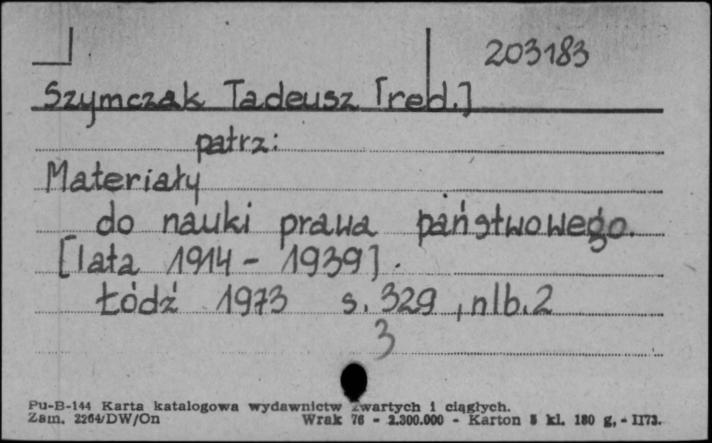 203183
Szymczak Tadeusz [red.]
patrz:
Materiały
do nauki prawa państwowego.
[lata 1914 - 1939].
Łódź 1973 s. 329, nlb. 2
3
Pu-B-144 Karta katalogowa wydawnictw zwartych i ciągłych.
Zam. 2264/DW/On Wrak 76 - 2.300.000 - Karton 5 kl. 180 g, - II73.